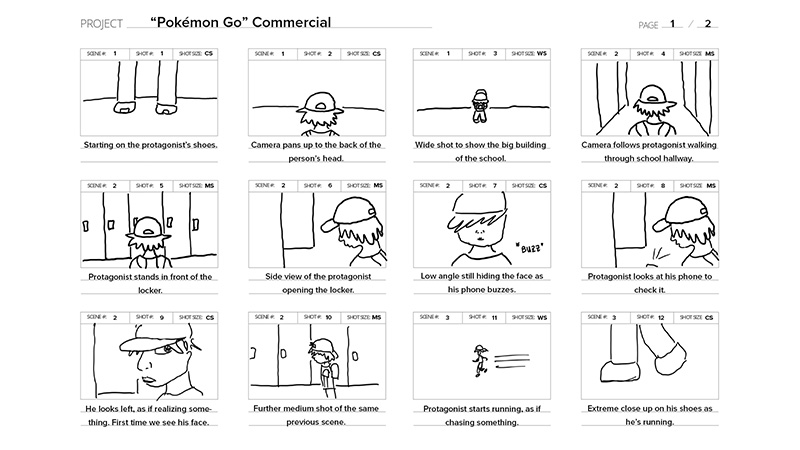 PROJECT “Pokémon Go” Commercial PAGE 1 / 2
SCENE #: 1 SHOT #: 1 SHOT SIZE: CS
Starting on the protagonist's shoes.
SCENE #: 1 SHOT #: 2 SHOT SIZE: CS
Camera pans up to the back of the
person's head.
SCENE #: 1 SHOT #: 3 SHOT SIZE: WS
Wide shot to show the big building
of the school.
SCENE #: 2 SHOT #: 4 SHOT SIZE: MS
Camera follows protagonist walking
through school hallway.
SCENE #: 2 SHOT #: 5 SHOT SIZE: MS
Protagonist stands in front of the
locker.
SCENE #: 2 SHOT #: 6 SHOT SIZE: MS
Side view of the protagonist
opening the locker.
SCENE #: 2 SHOT #: 7 SHOT SIZE: CS
*BUZZ*
Low angle still hiding the face as
his phone buzzes.
SCENE #: 2 SHOT #: 8 SHOT SIZE: MS
Protagonist looks at his phone to
check it.
SCENE #: 2 SHOT #: 9 SHOT SIZE: CS
He looks left, as if realizing some-
thing. First time we see his face.
SCENE #: 2 SHOT #: 10 SHOT SIZE: MS
Further medium shot of the same
previous scene.
SCENE #: 3 SHOT #: 11 SHOT SIZE: WS
Protagonist starts running, as if
chasing something.
SCENE #: 3 SHOT #: 12 SHOT SIZE: CS
Extreme close up on his shoes as
he's running.